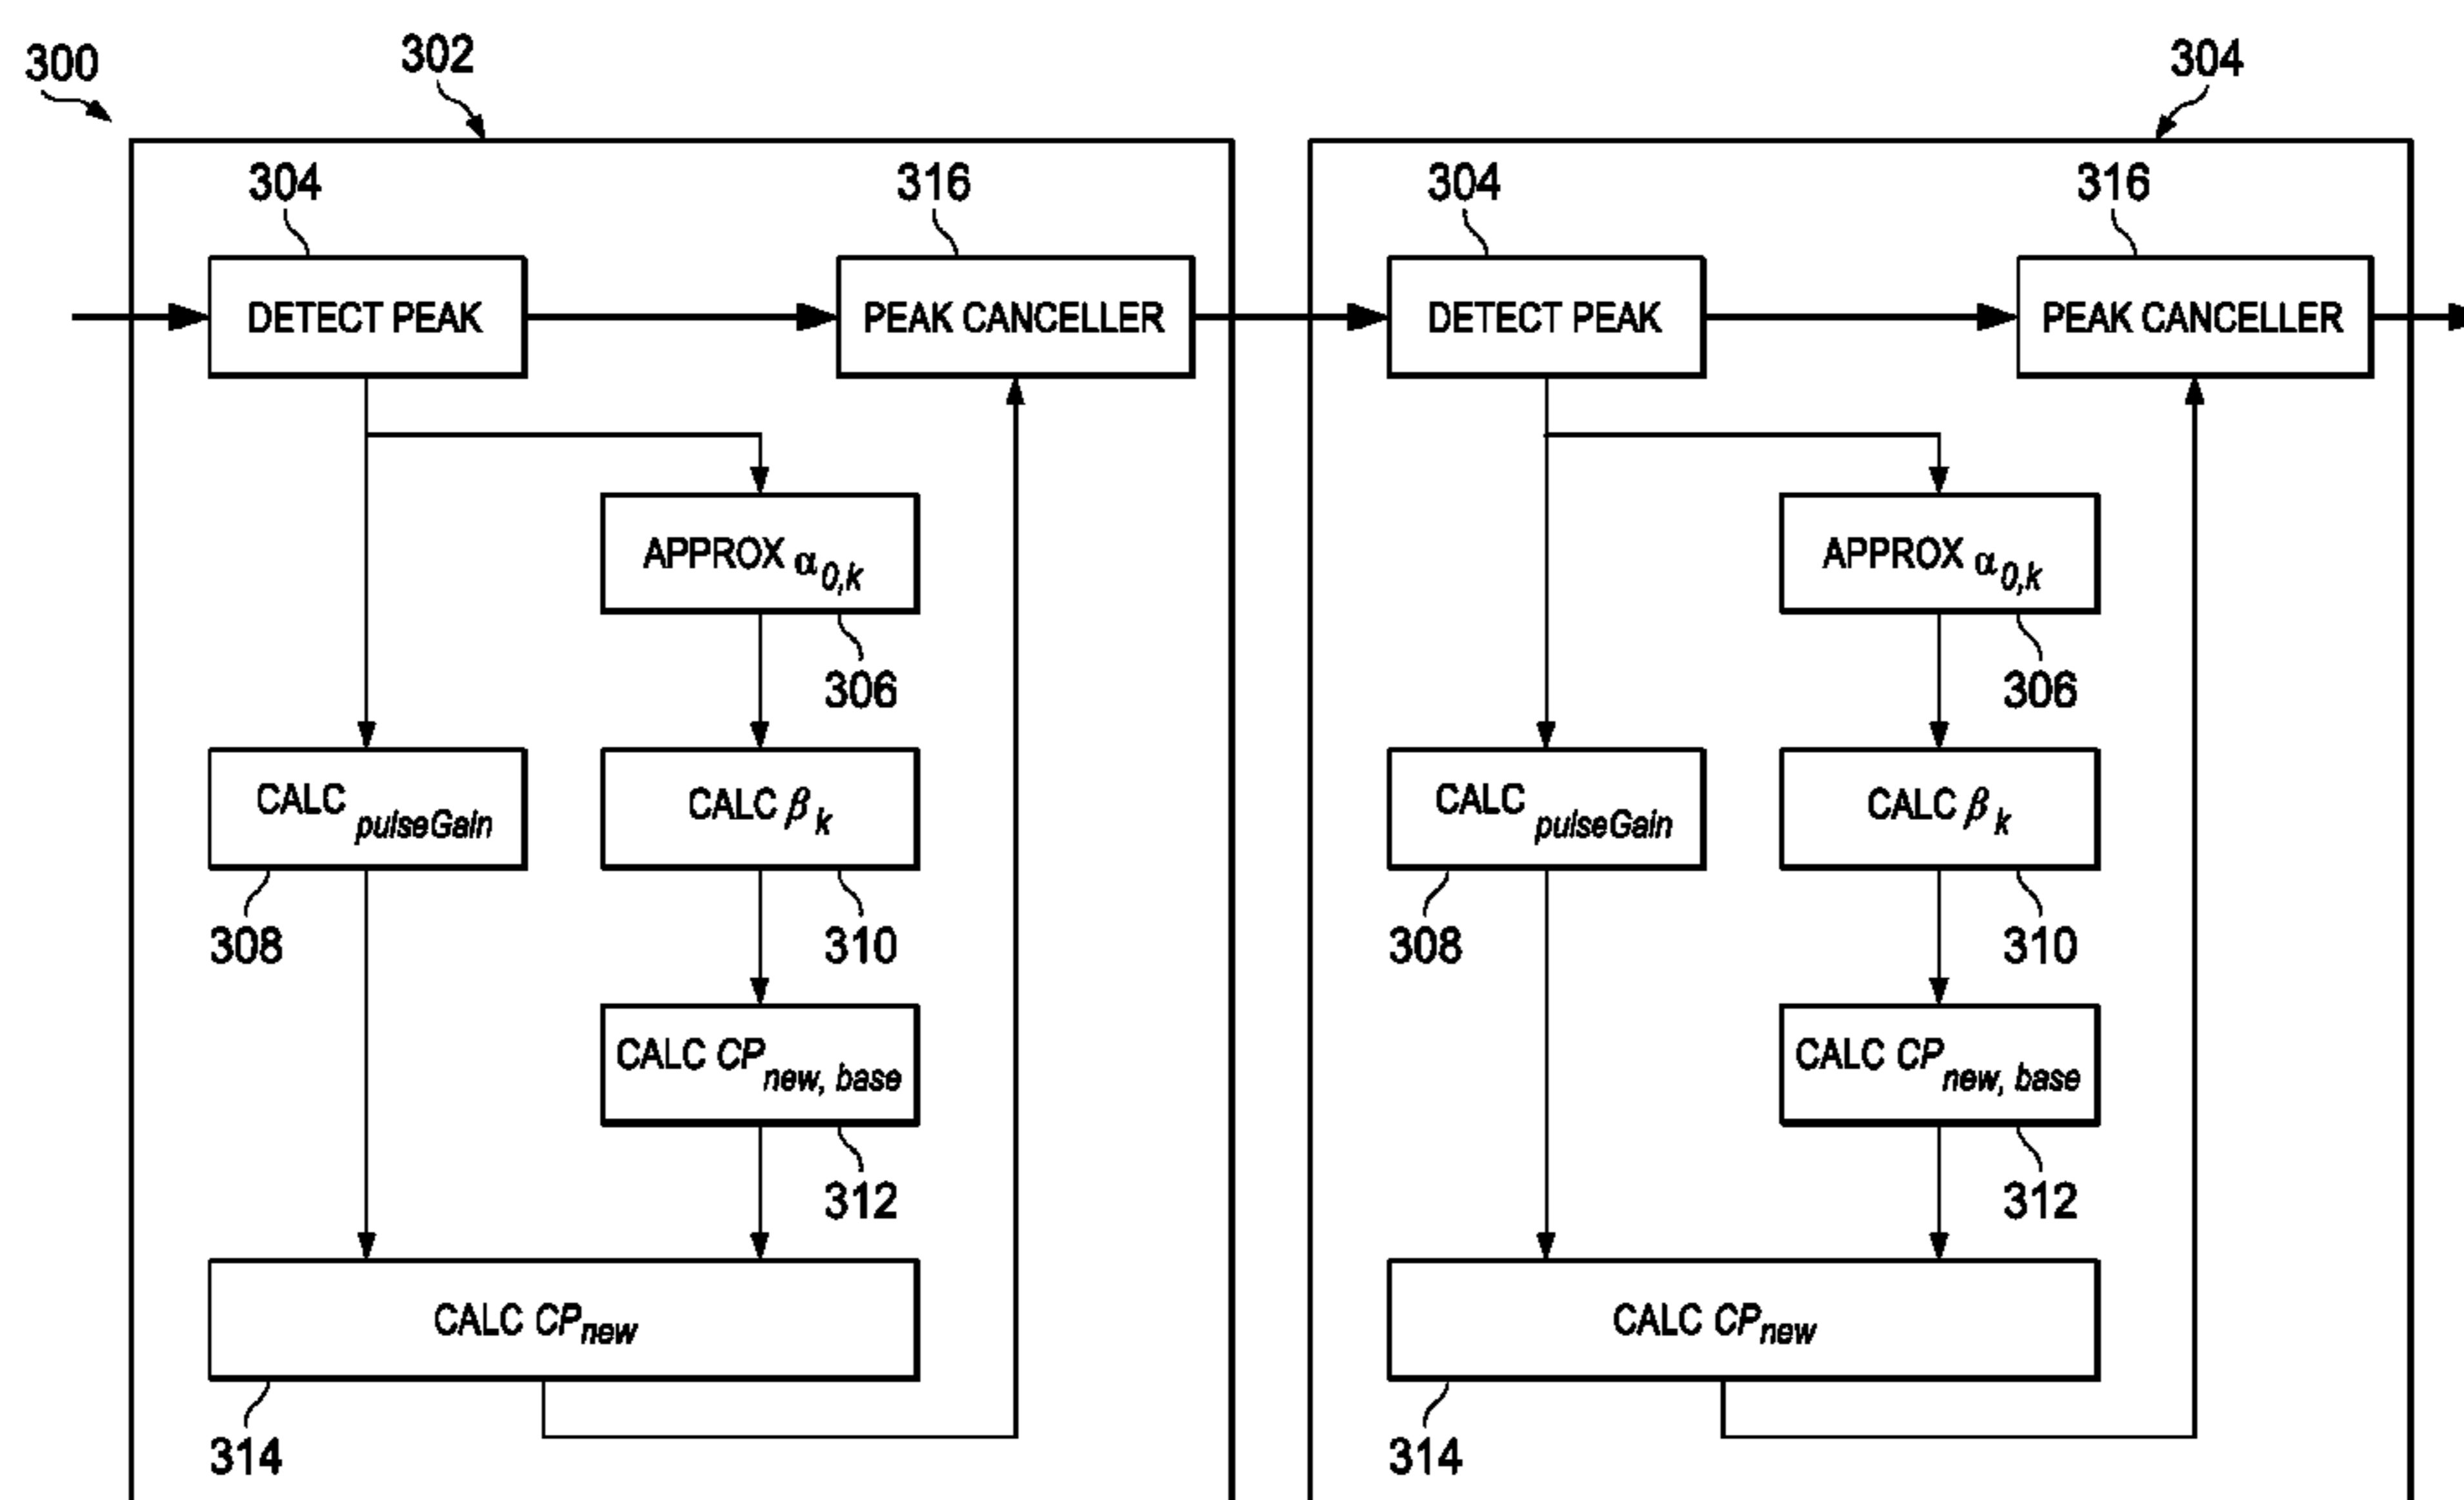 300
302
304
304
316
304
316
DETECT PEAK
PEAK CANCELLER
DETECT PEAK
PEAK CANCELLER
APPROX α0,k
APPROX α0,k
306
306
CALC pulseGain
CALC βk
CALC pulseGain
CALC βk
308
310
308
310
CALC CPnew, base
CALC CPnew, base
312
312
CALC CPnew
CALC CPnew
314
314